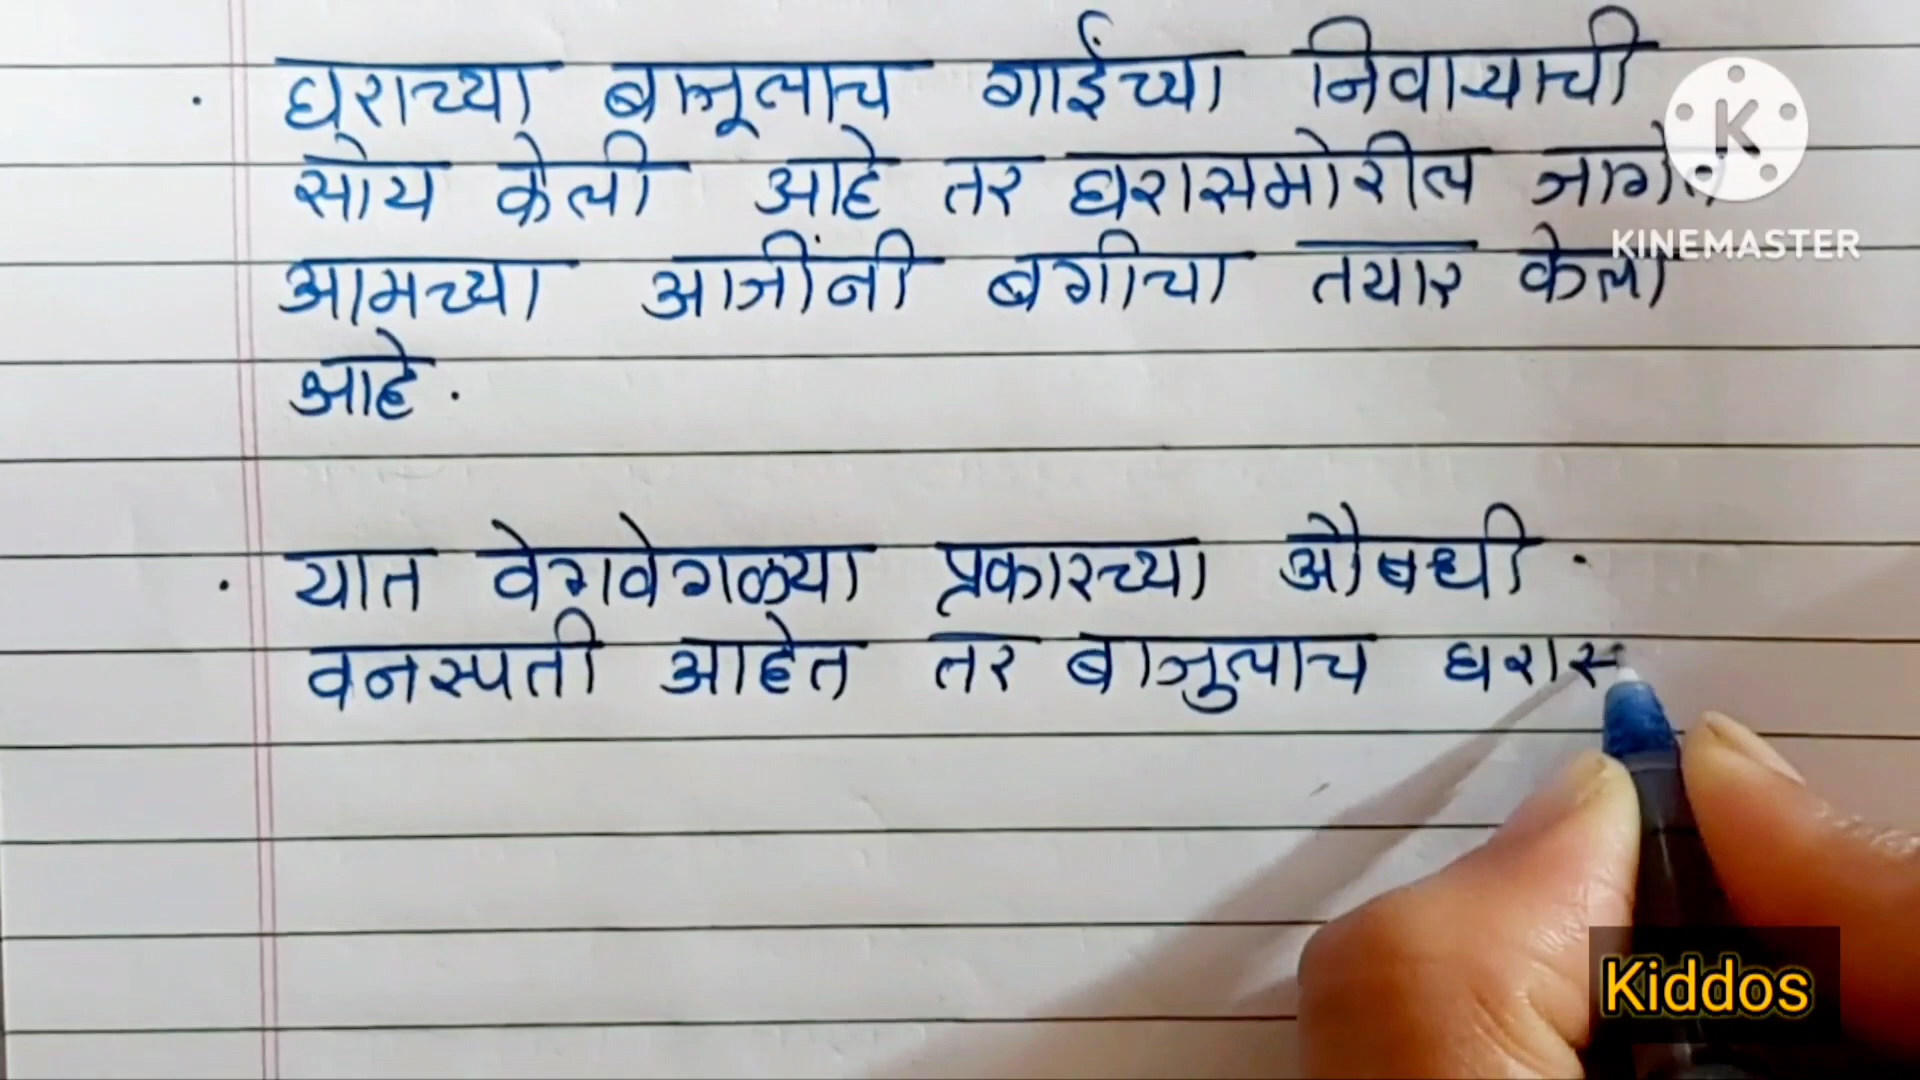 • घराच्या बाजूलाच गाईंच्या निवाऱ्याची
सोय केली आहे तर घरासमोरील जागेत
आमच्या आजींनी बगीचा तयार केला
आहे.
• यात वेगवेगळ्या प्रकारच्या औषधी
वनस्पती आहेत तर बाजुलाच घरास
K
KINEMASTER
Kiddos